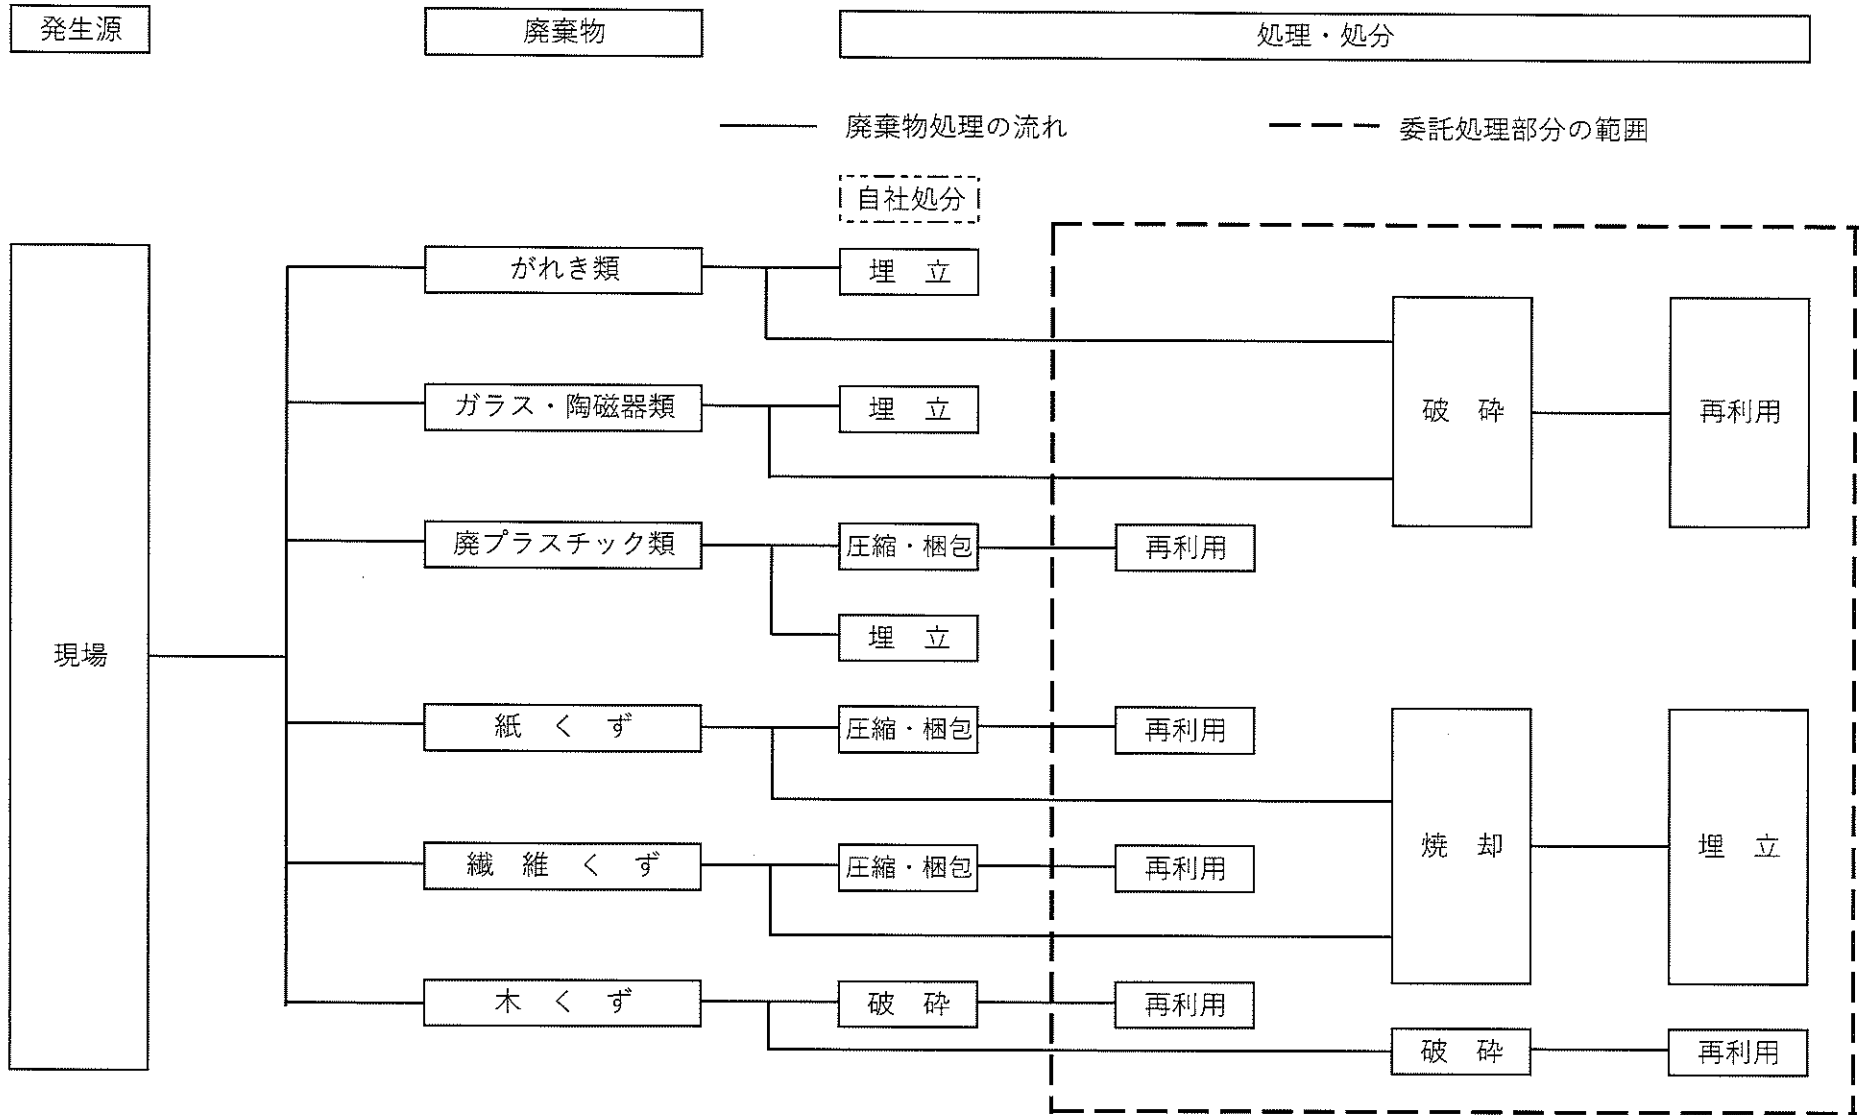 発生源
廃棄物
処理・処分
廃棄物処理の流れ
委託処理部分の範囲
自社処分
現場
がれき類
埋 立
ガラス・陶磁器類
埋 立
破 砕
再利用
廃プラスチック類
圧縮・梱包
再利用
埋 立
紙 く ず
圧縮・梱包
再利用
繊 維 く ず
圧縮・梱包
再利用
焼 却
埋 立
木 く ず
破 砕
再利用
破 砕
再利用